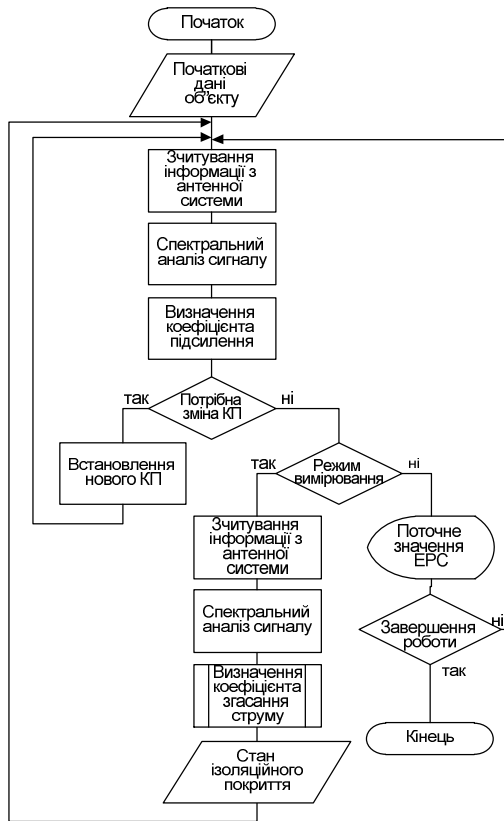 Початок
Початкові
дані
об'єкту
Зчитування
інформації з
антенної
системи
Спектральний
аналіз сигналу
Визначення
коефіцієнта
підсилення
так
Потрібна
зміна КП
ні
Встановлення
нового КП
так
Режим
вимірювання
ні
Зчитування
інформації з
антенної
системи
Поточне
значення
ЕРС
Спектральний
аналіз сигналу
Завершення
роботи
ні
так
Визначення
коефіцієнта
згасання
струму
Кінець
Стан
ізоляційного
покриття